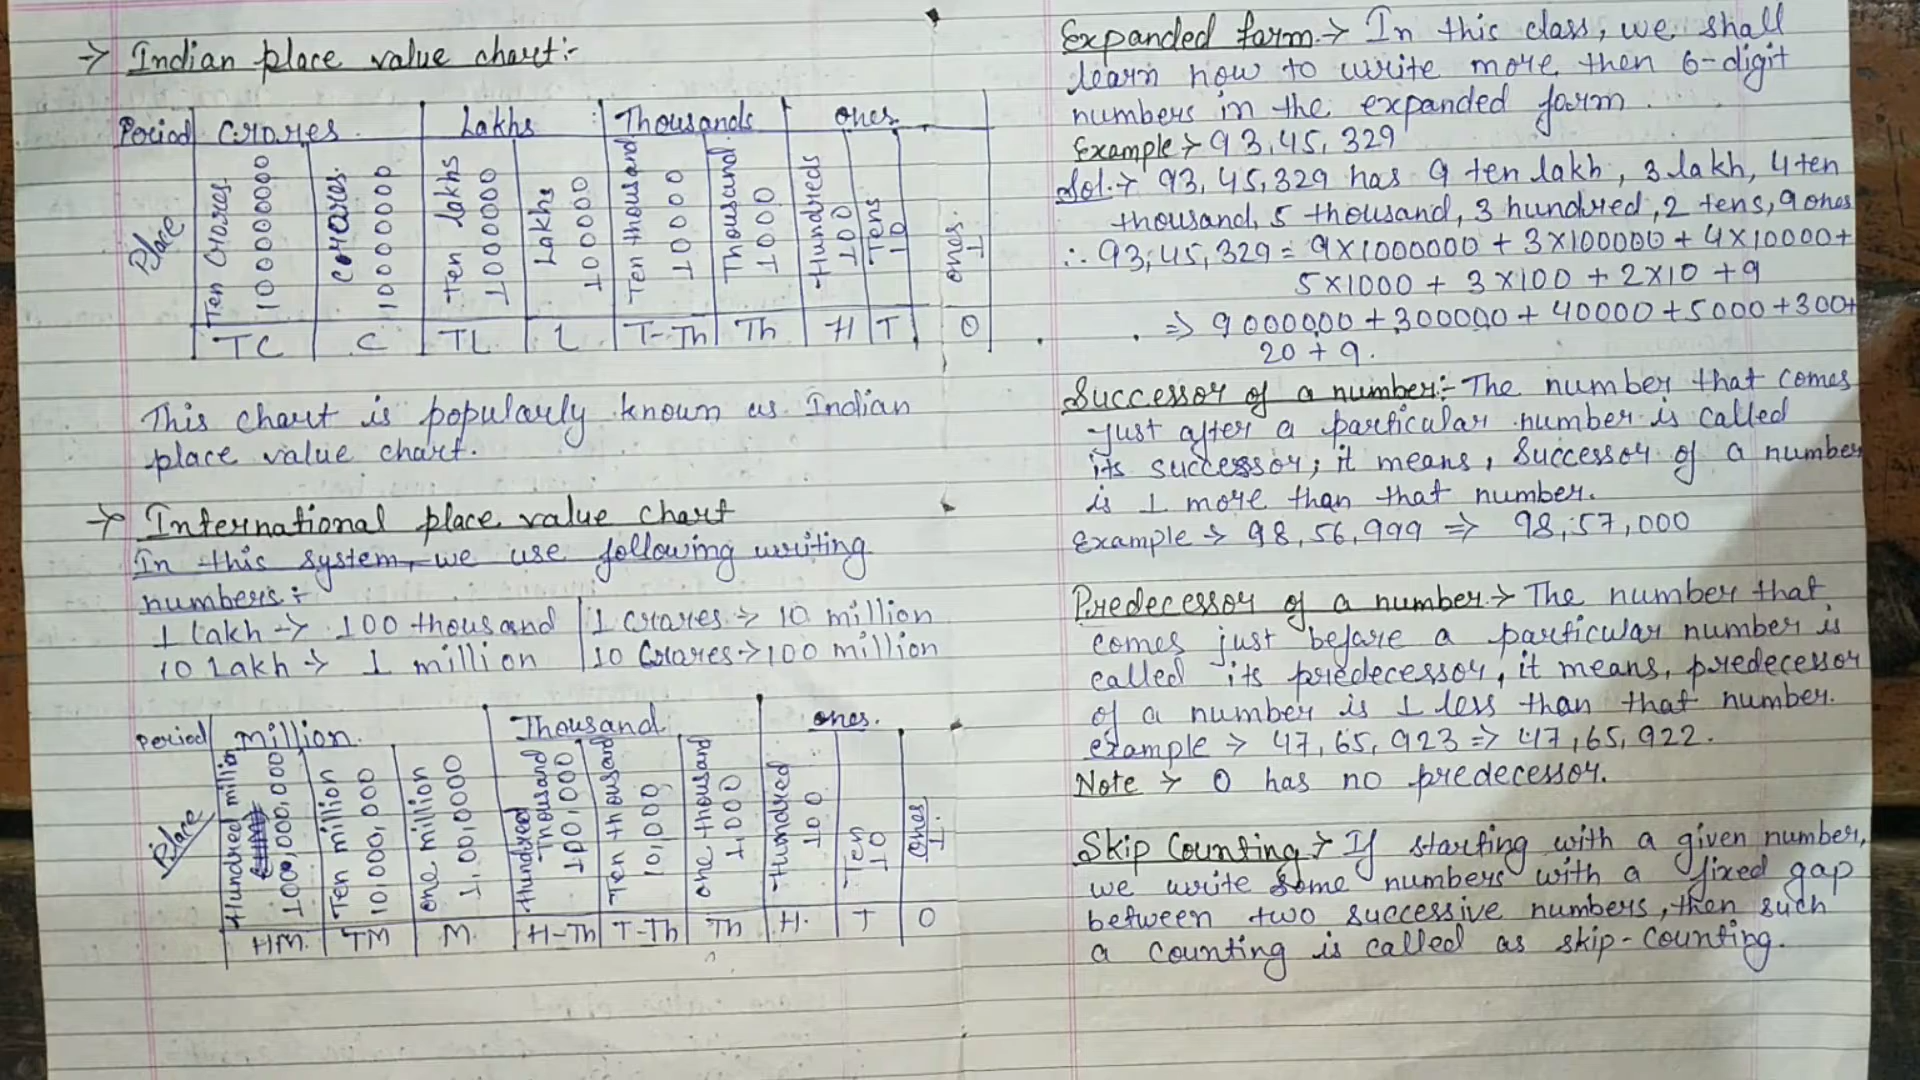 → Indian place value chart:-
Period Crores Lakhs Thousands ones
Place Ten Crores 100000000 Crores 10000000 Ten lakhs 1000000 Lakhs 100000 Ten thousand 10000 Thousand 1000 Hundreds 100 Tens 10 ones 1
TC C TL L T-Th Th H T O
This chart is popularly known as Indian
place value chart.
→ International place value chart
In this system, we use following writing
numbers:-
1 lakh → 100 thousand | 1 crores → 10 million
10 Lakh → 1 million | 10 Crores → 100 million
Period million Thousand ones.
Place Hundred million 100,000,000 Ten million 10,000,000 one million 1,00,0000 Hundred Thousand 100,000 Ten thousand 10,000 one thousand 1,000 Hundred 100 Ten 10 Ones 1.
HM. TM M. H-Th T-Th Th H. T O
Expanded form → In this class, we shall
learn how to write more then 6-digit
numbers in the expanded form.
Example → 93,45,329
Sol. → 93,45,329 has 9 ten lakh, 3 lakh, 4 ten
thousand, 5 thousand, 3 hundred, 2 tens, 9 ones
∴ 93,45,329 = 9×1000000 + 3×100000 + 4×10000+
5×1000 + 3×100 + 2×10 + 9
⇒ 9000000 + 300000 + 40000 + 5000 + 300+
20 + 9.
Successor of a number:- The number that comes
just after a particular number is called
its successor, it means, Successor of a number
is 1 more than that number.
Example → 98,56,999 ⇒ 98,57,000
Predecessor of a number → The number that
comes just before a particular number is
called its predecessor, it means, predecessor
of a number is 1 less than that number.
example → 47,65,923 ⇒ 47,65,922.
Note → 0 has no predecessor.
Skip Counting → If starting with a given number,
we write some numbers with a fixed gap
between two successive numbers, then such
a counting is called as skip-counting.